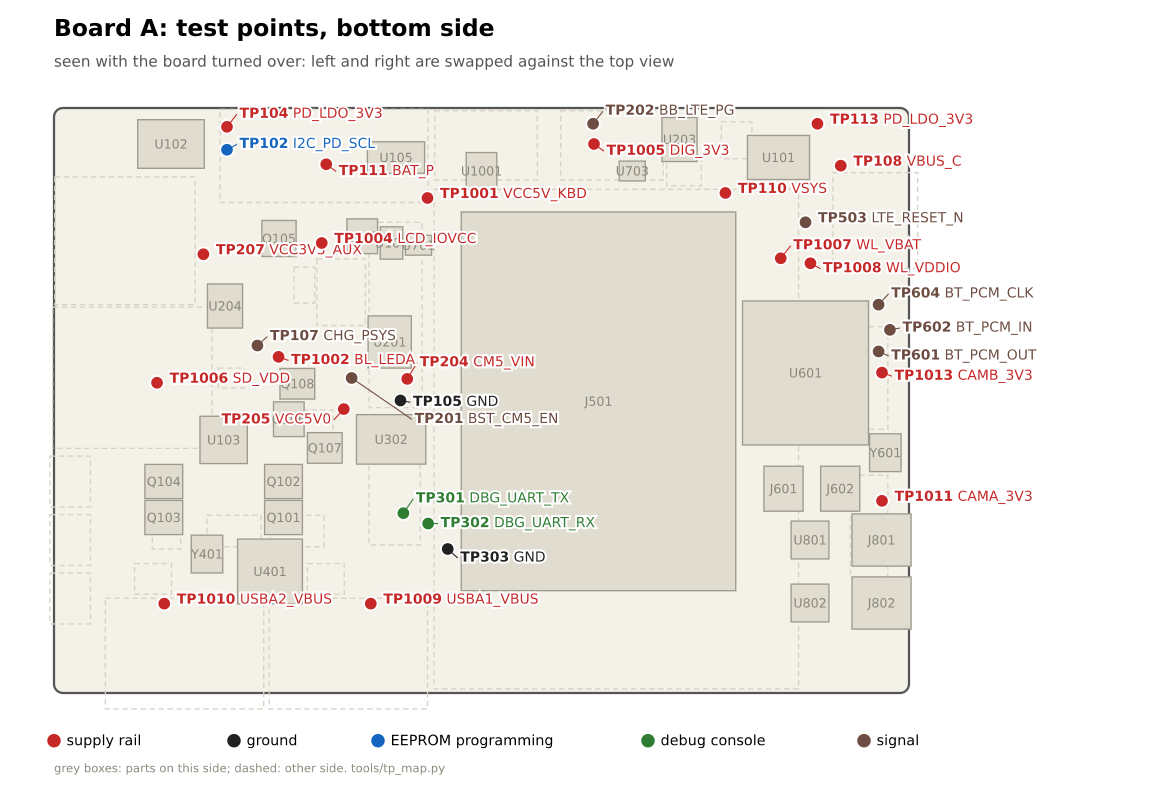 Board A: test points, bottom side
seen with the board turned over: left and right are swapped against the top view
TP104 PD_LDO_3V3
TP202 BB_LTE_PG
TP113 PD_LDO_3V3
U102
TP102 I2C_PD_SCL
U105
U203
TP1005 DIG_3V3
U101
TP108 VBUS_C
TP111 BAT_P
U1001
U703
TP1001 VCC5V_KBD
TP110 VSYS
TP503 LTE_RESET_N
Q105
TP1004 LCD_IOVCC
TP207 VCC3V3_AUX
TP1007 WL_VBAT
TP1008 WL_VDDIO
TP604 BT_PCM_CLK
U204
TP602 BT_PCM_IN
TP107 CHG_PSYS
U201
TP601 BT_PCM_OUT
TP1002 BL_LEDA
TP204 CM5_VIN
U601
TP1013 CAMB_3V3
TP1006 SD_VDD
Q108
TP105 GND
J501
TP205 VCC5V0
TP201 BST_CM5_EN
U103
U302
Q107
Y601
Q104
Q102
J601
J602
TP301 DBG_UART_TX
TP1011 CAMA_3V3
Q103
Q101
TP302 DBG_UART_RX
U801
J801
Y401
TP303 GND
U401
TP1010 USBA2_VBUS
TP1009 USBA1_VBUS
U802
J802
supply rail
ground
EEPROM programming
debug console
signal
grey boxes: parts on this side; dashed: other side. tools/tp_map.py